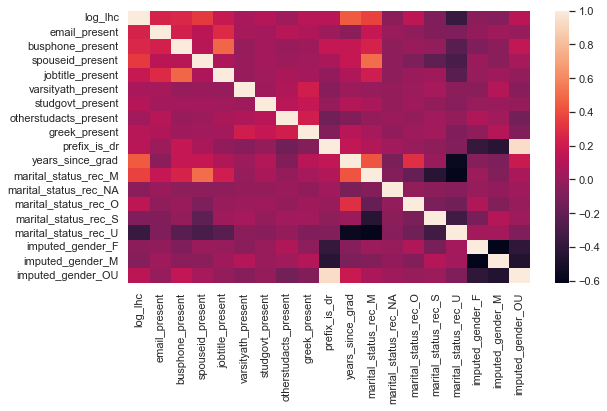 log_lhc
email_present
busphone_present
spouseid_present
jobtitle_present
varsityath_present
studgovt_present
otherstudacts_present
greek_present
prefix_is_dr
years_since_grad
marital_status_rec_M
marital_status_rec_NA
marital_status_rec_O
marital_status_rec_S
marital_status_rec_U
imputed_gender_F
imputed_gender_M
imputed_gender_OU
log_lhc
email_present
busphone_present
spouseid_present
jobtitle_present
varsityath_present
studgovt_present
otherstudacts_present
greek_present
prefix_is_dr
years_since_grad
marital_status_rec_M
marital_status_rec_NA
marital_status_rec_O
marital_status_rec_S
marital_status_rec_U
imputed_gender_F
imputed_gender_M
imputed_gender_OU
1.0
0.8
0.6
0.4
0.2
0.0
−0.2
−0.4
−0.6